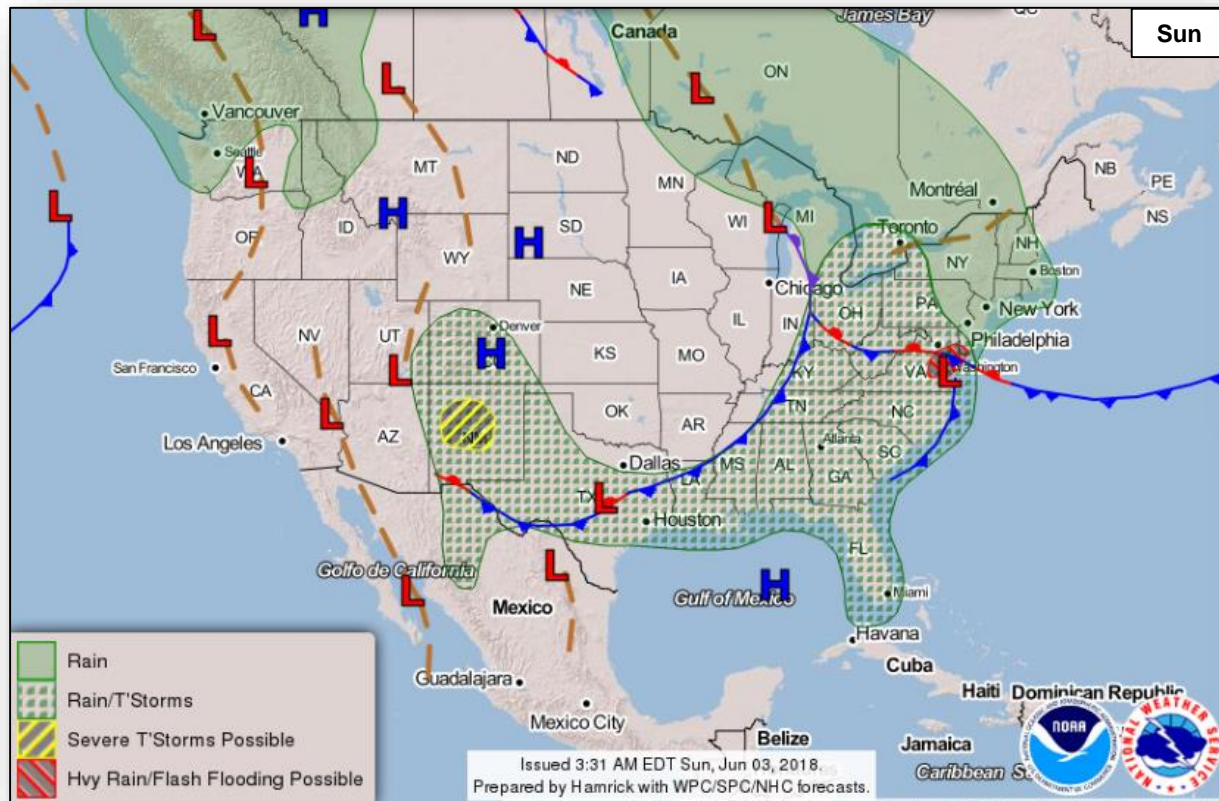 James Bay
QC
Sun
Canada
ON
Vancouver
Seattle
WA
MT
ND
MN
Montréal
NB
PE
NS
OR
ID
WY
SD
WI
MI
Toronto
NH
NY
Boston
IA
NE
Chicago
PA
New York
NV
UT
Denver
IL
IN
OH
Philadelphia
San Francisco
CA
KS
MO
KY
VA
Washington
Los Angeles
AZ
NM
OK
AR
TN
NC
Dallas
Atlanta
SC
MS
AL
GA
LA
TX
Houston
FL
Golfo de California
Mexico
Gulf of Mexico
Miami
Havana
Cuba
Guadalajara
Haiti
Dominican Republic
Mexico City
Belize
Jamaica
L
L
L
L
L
L
L
L
L
L
L
L
L
L
H
H
H
H
H
Rain
Rain/T'Storms
Severe T'Storms Possible
Hvy Rain/Flash Flooding Possible
Issued 3:31 AM EDT Sun, Jun 03, 2018.
Prepared by Hamrick with WPC/SPC/NHC forecasts.
NOAA
NATIONAL WEATHER SERVICE